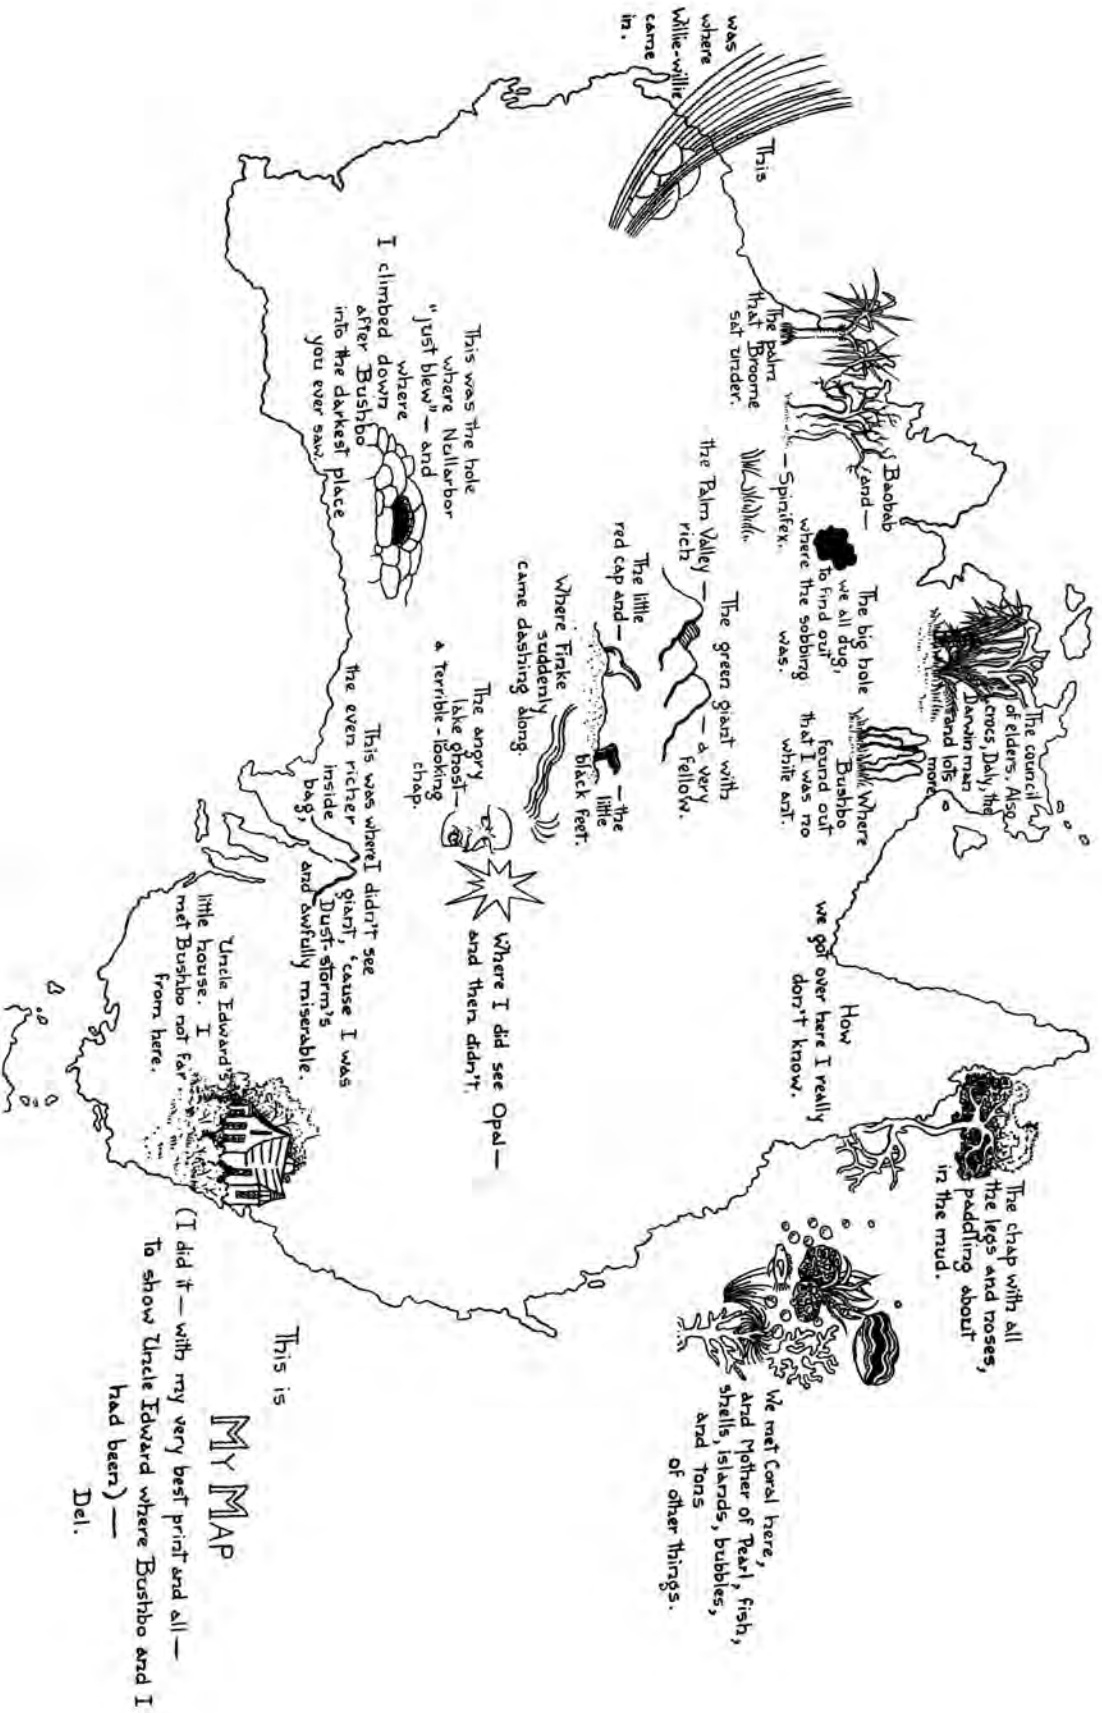 This
was
where
Willie-willie
came
in.
The palm
that Broome
sat under.
Baobab
and —
— Spinifex.
The big hole
we all dug,
to find out
where the sobbing
was.
The council
of elders. Also
crocs, Daly, the
Darwin man
and lots
more
Where
Bushbo
found out
that I was no
white ant.
How
we got over here I really
don't know.
The chap with all
the legs and noses,
paddling about
in the mud.
We met Coral here,
and Mother of Pearl, fish,
shells, islands, bubbles,
and tons
of other things.
The green giant with
the Palm Valley — a very
rich fellow.
The little
red cap and —
— the
little
black feet.
Where Finke
suddenly
came dashing along.
The angry
lake ghost —
a terrible-looking
chap.
Where I did see Opal —
and then didn't.
This was the hole
where Nullarbor
"just blew" — and
where
I climbed down
after Bushbo
into the darkest place
you ever saw.
This was where I didn't see
the even richer giant, 'cause I was
inside Dust-storm's
bag, and awfully miserable.
Uncle Edward's
little house. I
met Bushbo not far
from here.
This is
MY MAP
(I did it — with my very best print and all —
to show Uncle Edward where Bushbo and I
had been) —
Del.